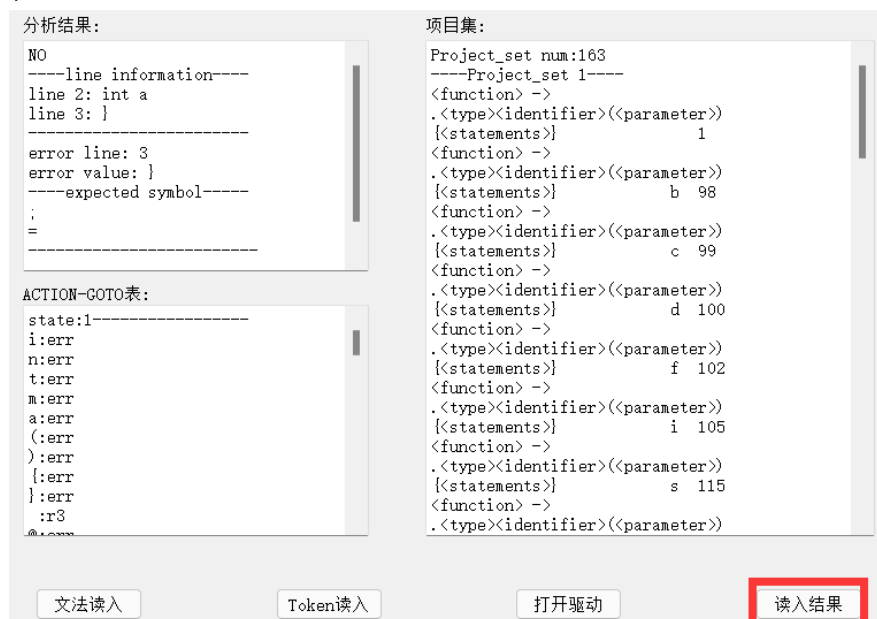 分析结果:
NO
----line information----
line 2: int a
line 3: }
------------------------
error line: 3
error value: }
----expected symbol-----
;
=
-------------------------
ACTION-GOTO表:
state:1-----------------
i:err
n:err
t:err
m:err
a:err
(:err
):err
{:err
}:err
:r3
@:err
项目集:
Project_set num:163
----Project_set 1----
<function> ->
.<type><identifier>(<parameter>)
{<statements>} 1
<function> ->
.<type><identifier>(<parameter>)
{<statements>} b 98
<function> ->
.<type><identifier>(<parameter>)
{<statements>} c 99
<function> ->
.<type><identifier>(<parameter>)
{<statements>} d 100
<function> ->
.<type><identifier>(<parameter>)
{<statements>} f 102
<function> ->
.<type><identifier>(<parameter>)
{<statements>} i 105
<function> ->
.<type><identifier>(<parameter>)
{<statements>} s 115
<function> ->
.<type><identifier>(<parameter>)
文法读入
Token读入
打开驱动
读入结果